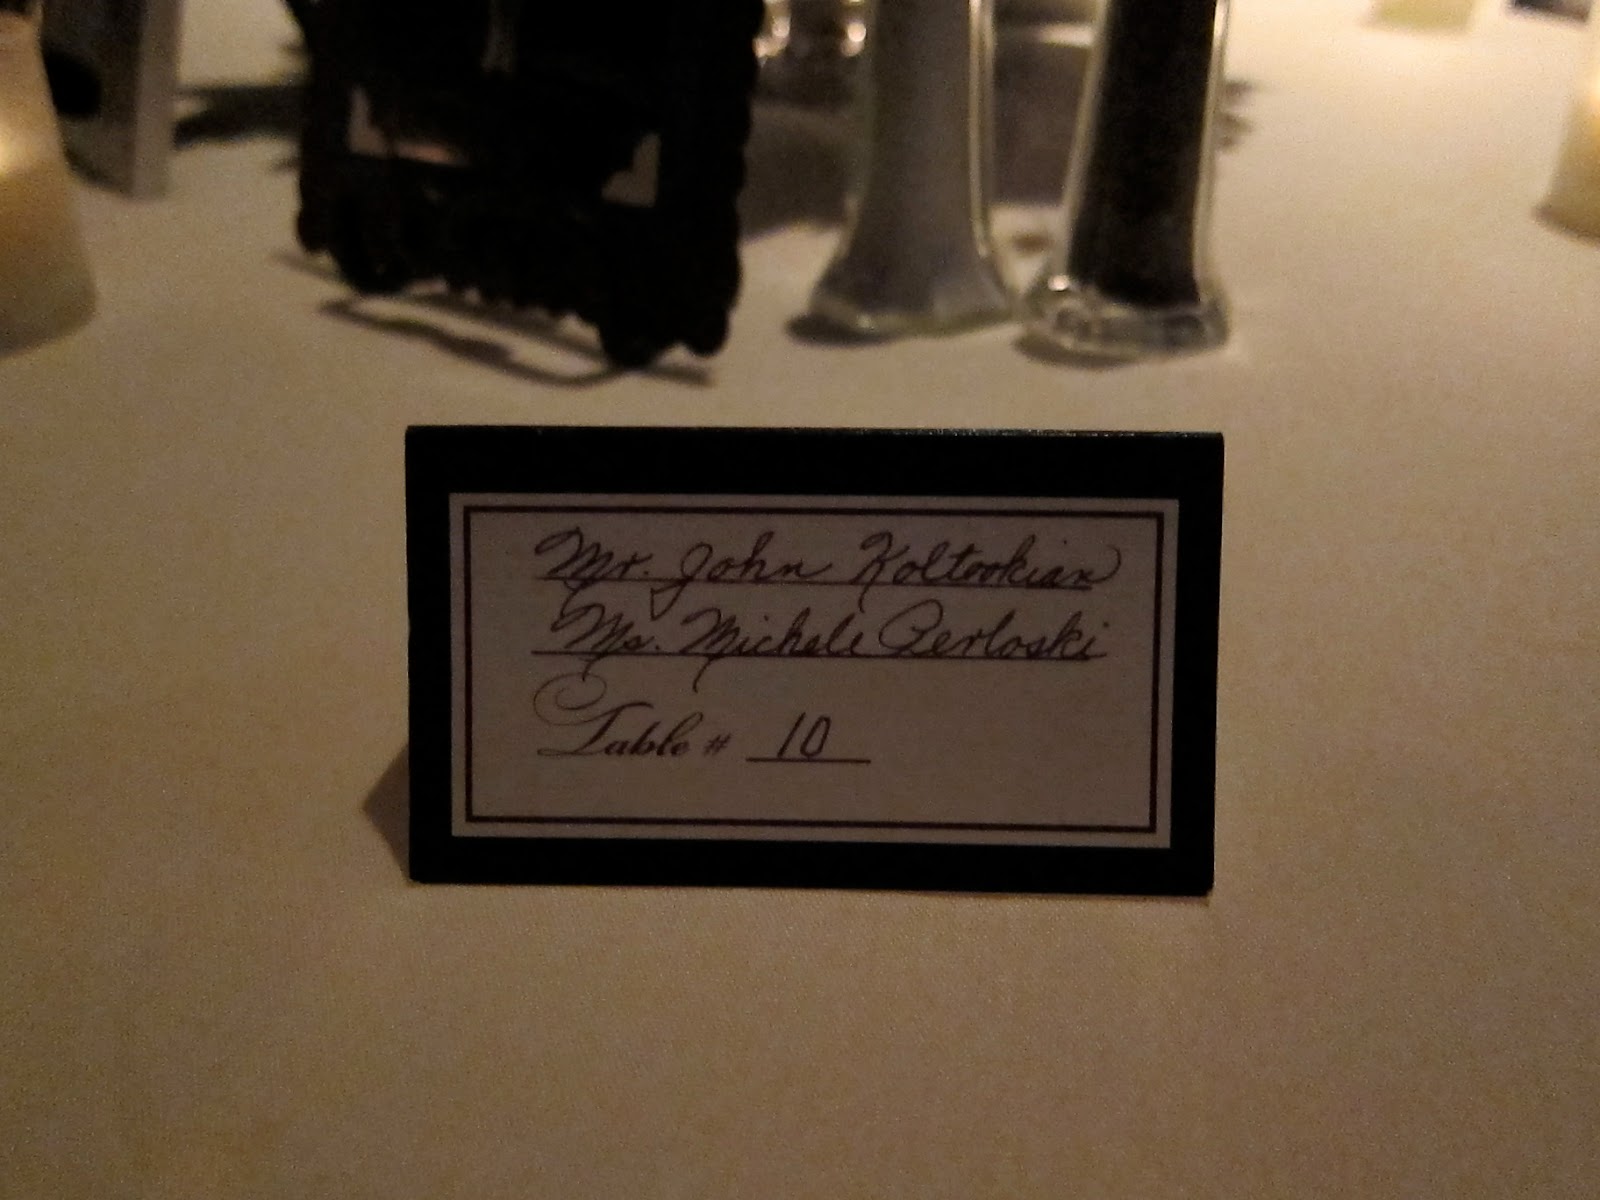 Mr. John Koltookian
Ms. Michele Perloski
Table # 10